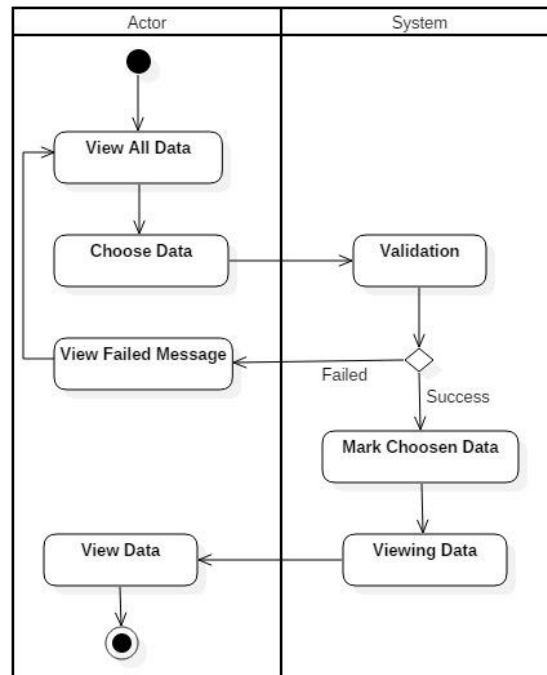 Actor
System
View All Data
Choose Data
Validation
View Failed Message
Failed
Success
Mark Choosen Data
View Data
Viewing Data